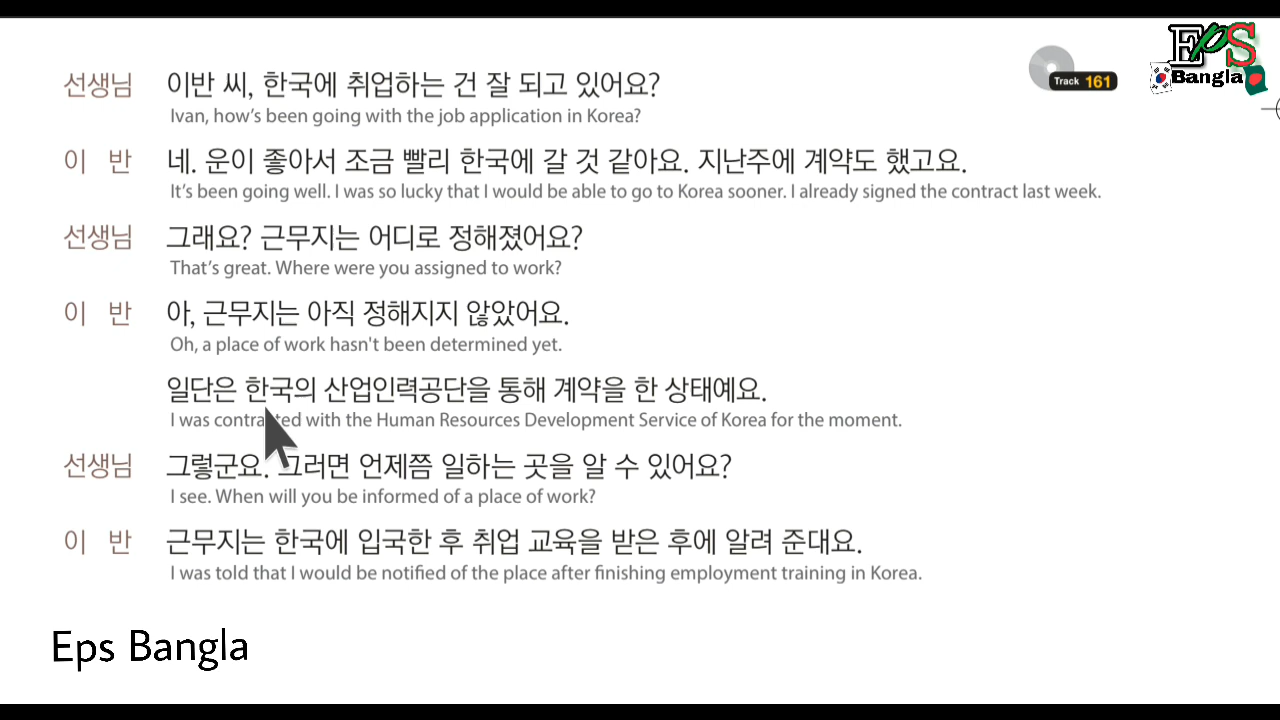 Track 161
EPS
Bangla
선생님 이반 씨, 한국에 취업하는 건 잘 되고 있어요?
Ivan, how's been going with the job application in Korea?
이 반 네. 운이 좋아서 조금 빨리 한국에 갈 것 같아요. 지난주에 계약도 했고요.
It's been going well. I was so lucky that I would be able to go to Korea sooner. I already signed the contract last week.
선생님 그래요? 근무지는 어디로 정해졌어요?
That's great. Where were you assigned to work?
이 반 아, 근무지는 아직 정해지지 않았어요.
Oh, a place of work hasn't been determined yet.
일단은 한국의 산업인력공단을 통해 계약을 한 상태예요.
I was contracted with the Human Resources Development Service of Korea for the moment.
선생님 그렇군요. 그러면 언제쯤 일하는 곳을 알 수 있어요?
I see. When will you be informed of a place of work?
이 반 근무지는 한국에 입국한 후 취업 교육을 받은 후에 알려 준대요.
I was told that I would be notified of the place after finishing employment training in Korea.
Eps Bangla